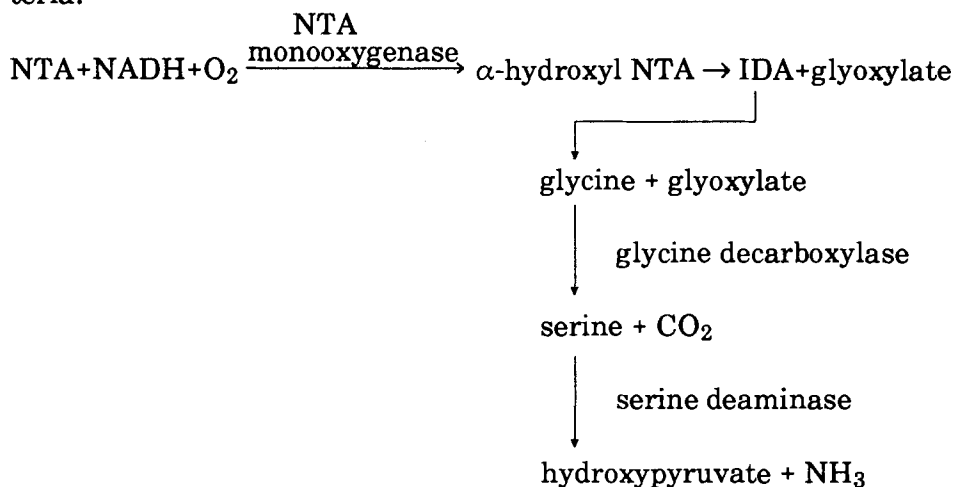 teria:
NTA
monooxygenase
NTA+NADH+O₂ → α-hydroxyl NTA → IDA+glyoxylate
glycine + glyoxylate
glycine decarboxylase
serine + CO₂
serine deaminase
hydroxypyruvate + NH₃